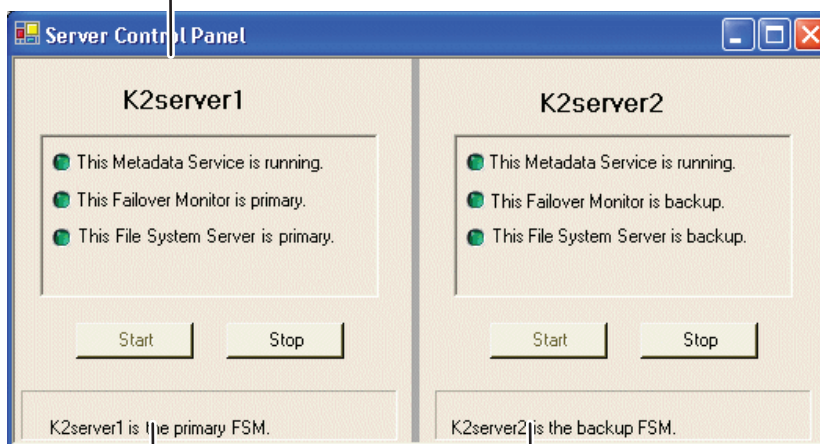 Server Control Panel
K2server1
This Metadata Service is running.
This Failover Monitor is primary.
This File System Server is primary.
Start
Stop
K2server1 is the primary FSM.
K2server2
This Metadata Service is running.
This Failover Monitor is backup.
This File System Server is backup.
Start
Stop
K2server2 is the backup FSM.